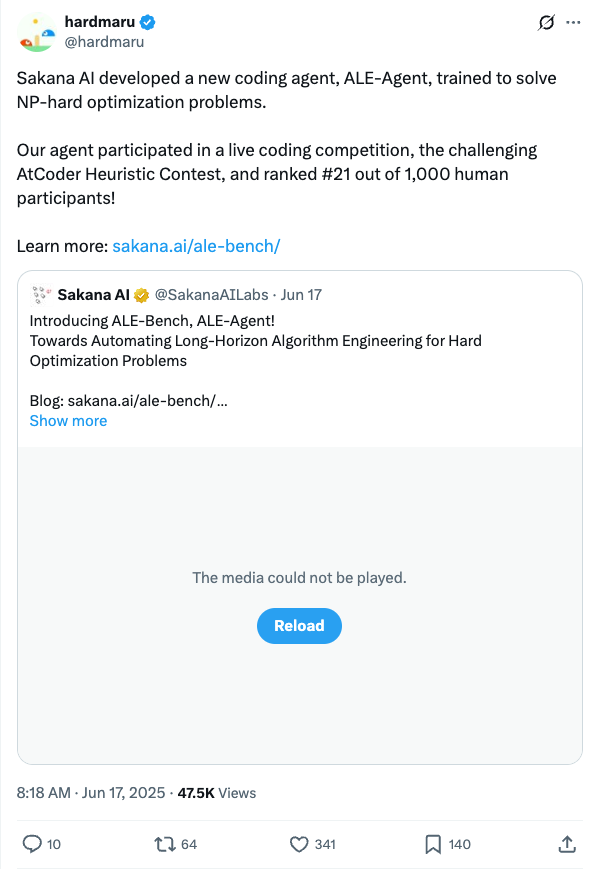 hardmaru
@hardmaru
Sakana AI developed a new coding agent, ALE-Agent, trained to solve
NP-hard optimization problems.
Our agent participated in a live coding competition, the challenging
AtCoder Heuristic Contest, and ranked #21 out of 1,000 human
participants!
Learn more: sakana.ai/ale-bench/
Sakana AI @SakanaAILabs · Jun 17
Introducing ALE-Bench, ALE-Agent!
Towards Automating Long-Horizon Algorithm Engineering for Hard
Optimization Problems
Blog: sakana.ai/ale-bench/...
Show more
The media could not be played.
Reload
8:18 AM · Jun 17, 2025 · 47.5K Views
10 64 341 140